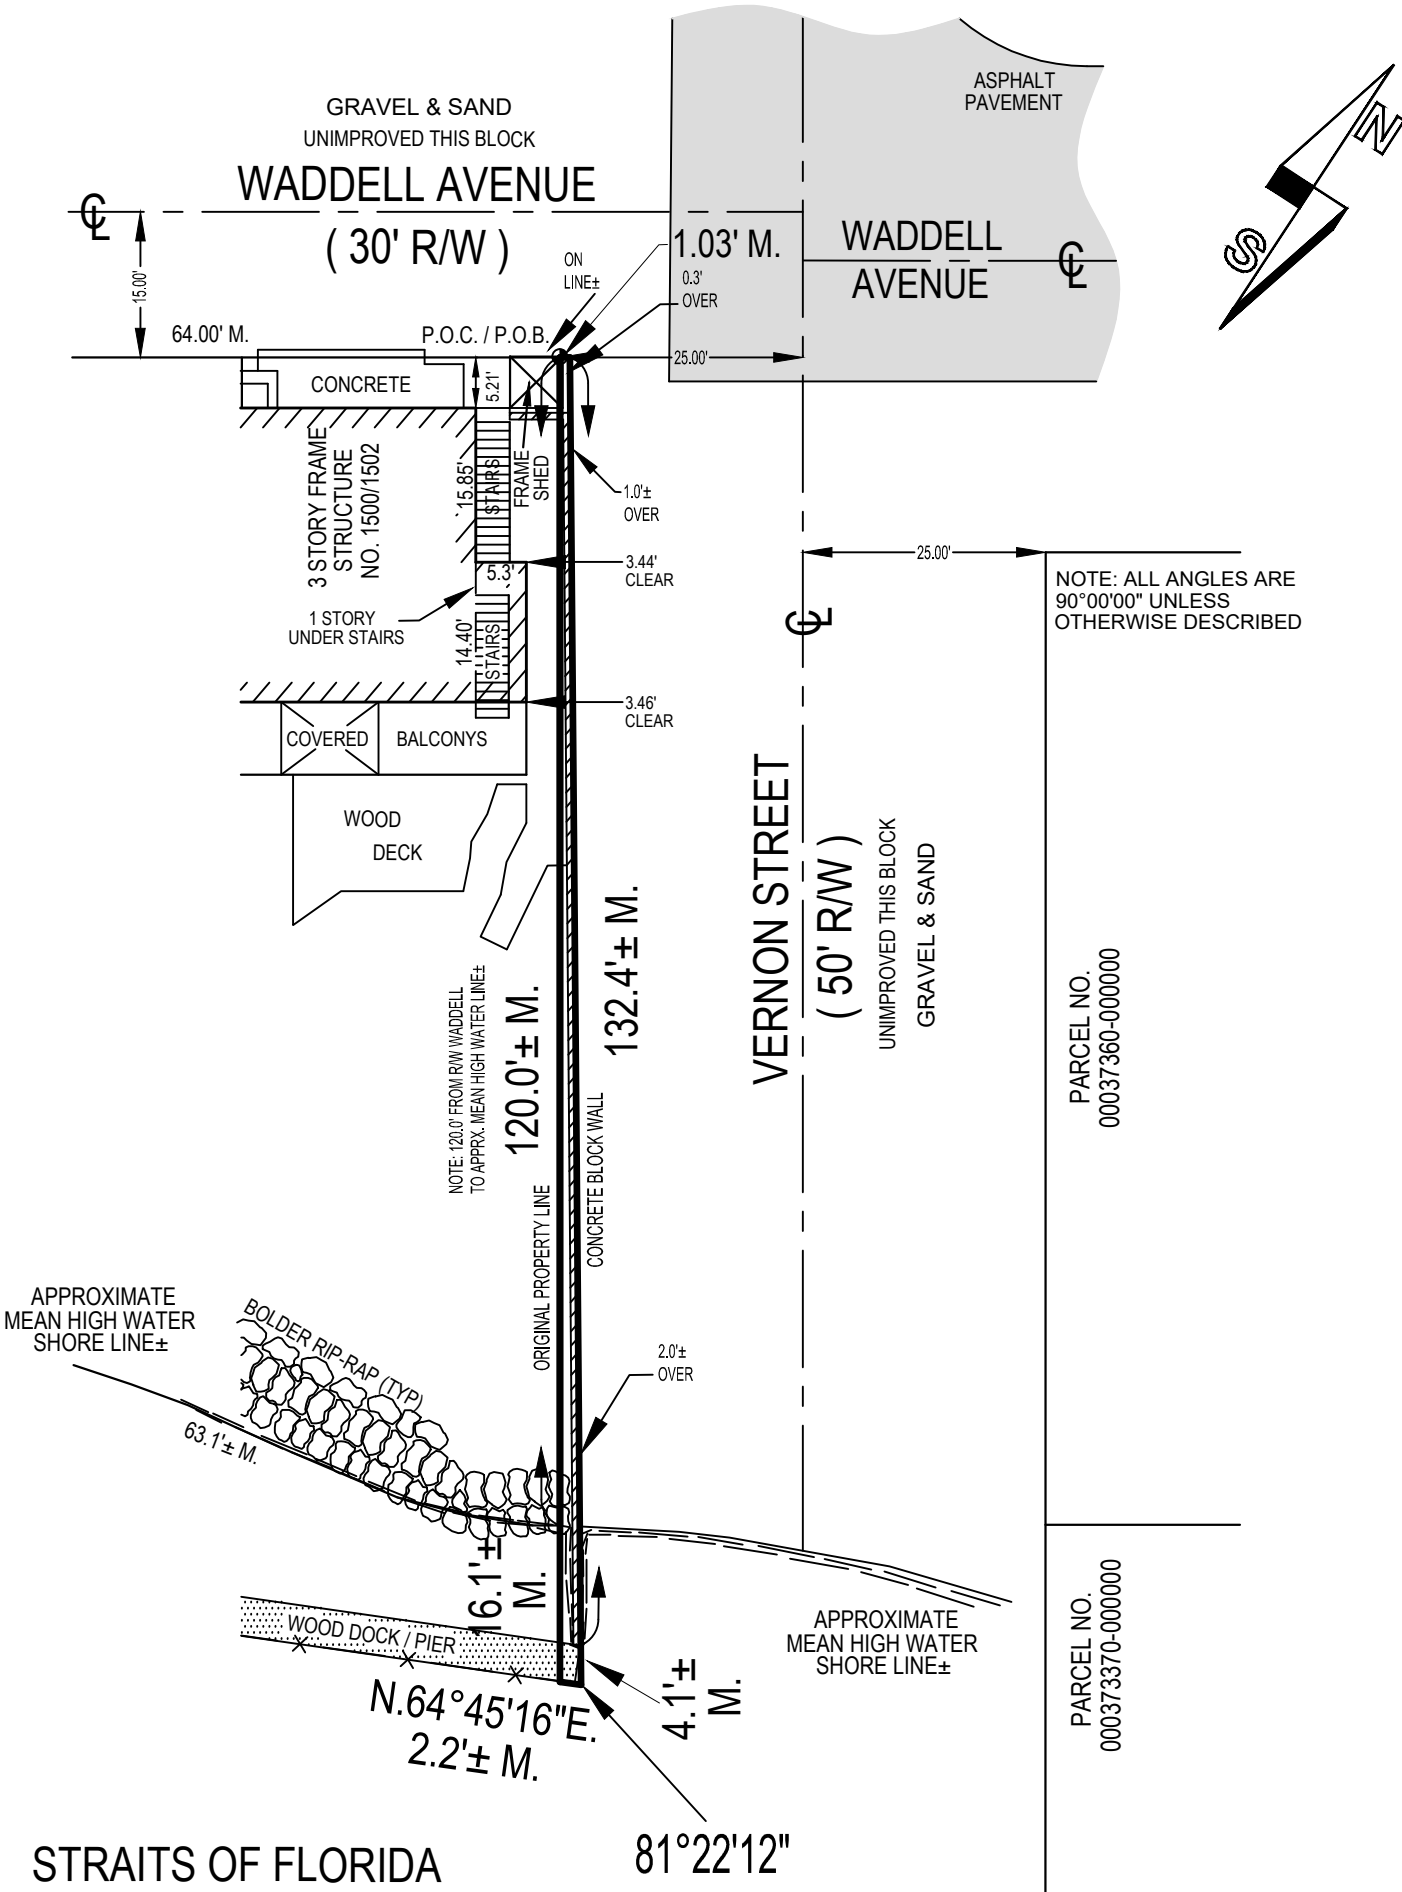 ASPHALT
PAVEMENT
GRAVEL & SAND
UNIMPROVED THIS BLOCK
WADDELL AVENUE
( 30' R/W )
℄
15.00'
N
S
1.03' M.
WADDELL
AVENUE
℄
ON
LINE±
0.3'
OVER
64.00' M.
P.O.C. / P.O.B.
25.00'
CONCRETE
5.21'
3 STORY FRAME
STRUCTURE
NO. 1500/1502
15.85'
STAIRS
FRAME
SHED
1.0'±
OVER
3.44'
CLEAR
5.3'
1 STORY
UNDER STAIRS
14.40'
STAIRS
25.00'
NOTE: ALL ANGLES ARE
90°00'00" UNLESS
OTHERWISE DESCRIBED
℄
3.46'
CLEAR
COVERED
BALCONYS
WOOD
DECK
VERNON STREET
( 50' R/W )
UNIMPROVED THIS BLOCK
GRAVEL & SAND
132.4'± M.
120.0'± M.
NOTE: 120.0' FROM R/W WADDELL
TO APPRX. MEAN HIGH WATER LINE±
PARCEL NO.
00037360-000000
CONCRETE BLOCK WALL
ORIGINAL PROPERTY LINE
APPROXIMATE
MEAN HIGH WATER
SHORE LINE±
BOLDER RIP-RAP (TYP)
2.0'±
OVER
63.1'± M.
16.1'±
M.
WOOD DOCK / PIER
APPROXIMATE
MEAN HIGH WATER
SHORE LINE±
PARCEL NO.
00037370-000000
4.1'±
M.
N.64°45'16"E.
2.2'± M.
81°22'12"
STRAITS OF FLORIDA